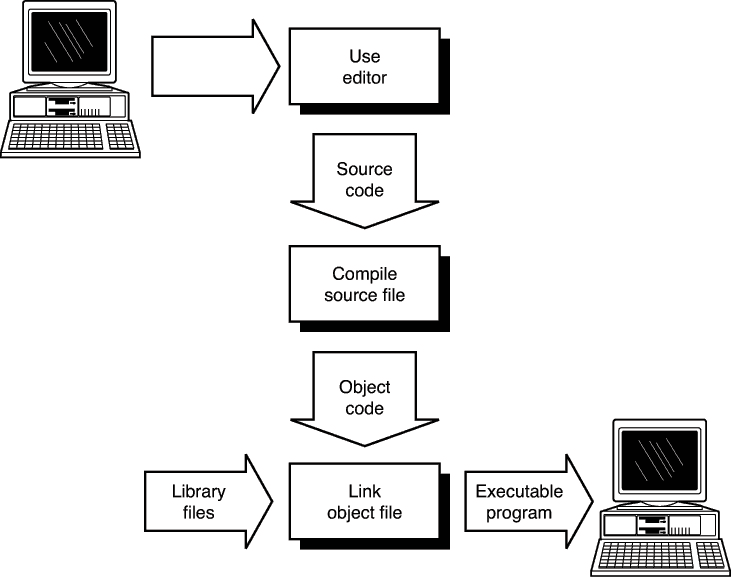 Use
editor
Source
code
Compile
source file
Object
code
Library
files
Link
object file
Executable
program